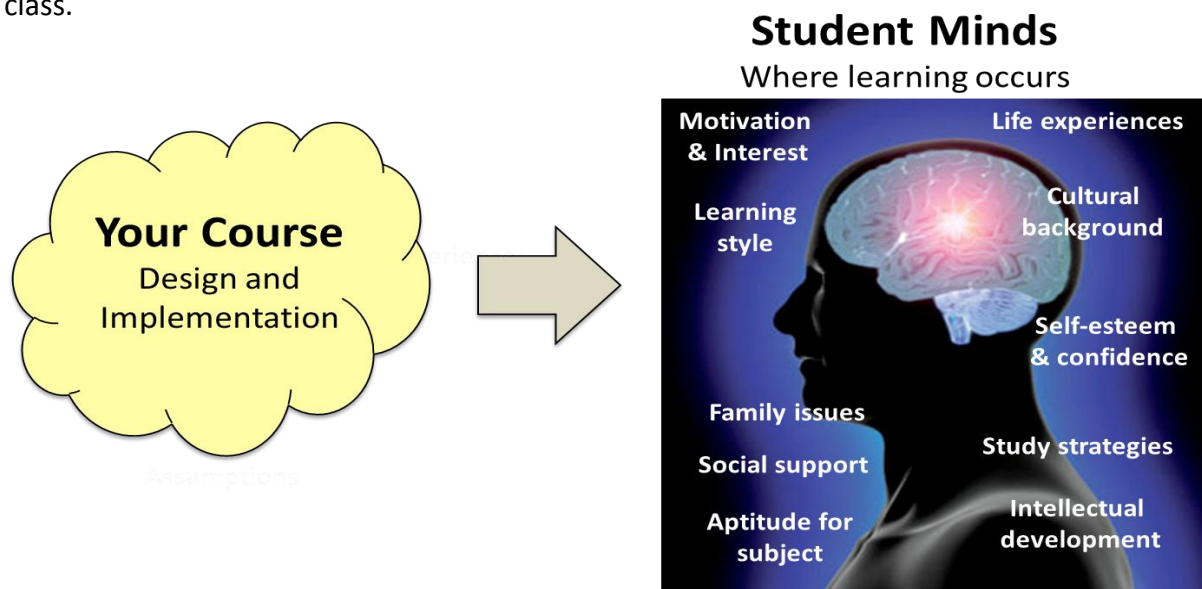 class.
Student Minds
Where learning occurs
Your Course
Design and
Implementation
Motivation
& Interest
Life experiences
Learning
style
Cultural
background
Self-esteem
& confidence
Family issues
Study strategies
Social support
Intellectual
development
Aptitude for
subject
Assumptions